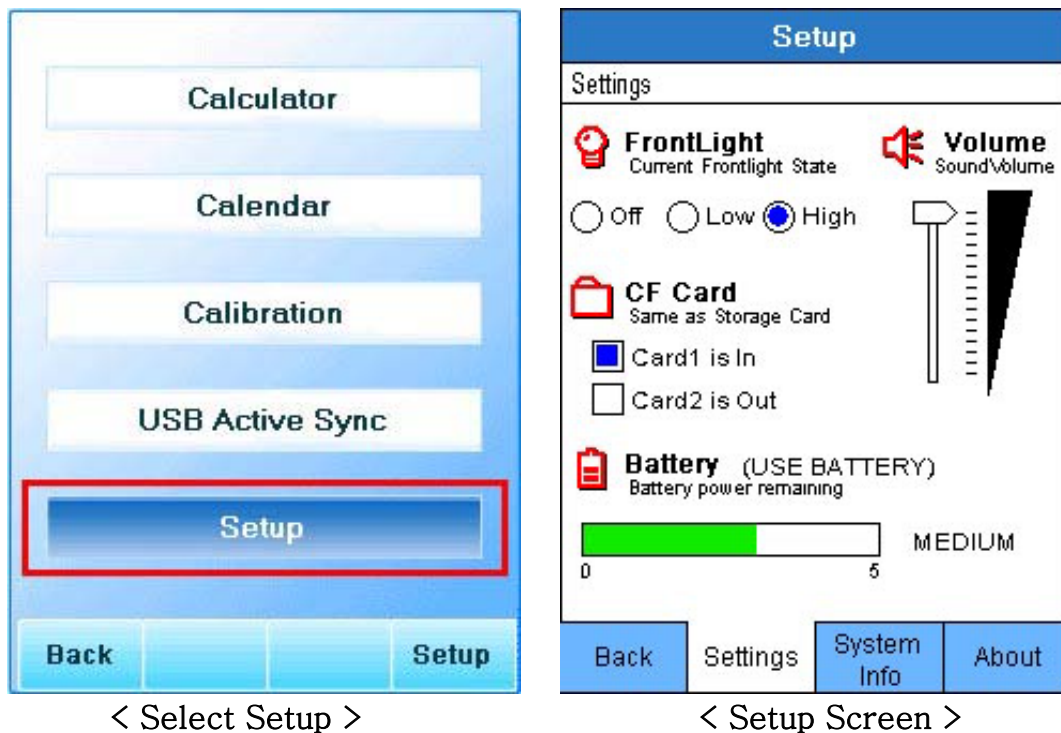 Calculator
Calendar
Calibration
USB Active Sync
Setup
Back Setup
< Select Setup >
Setup
Settings
FrontLight
Current Frontlight State
Volume
SoundVolume
Off Low High
CF Card
Same as Storage Card
Card1 is In
Card2 is Out
Battery (USE BATTERY)
Battery power remaining
MEDIUM
0 5
Back Settings System Info About
< Setup Screen >